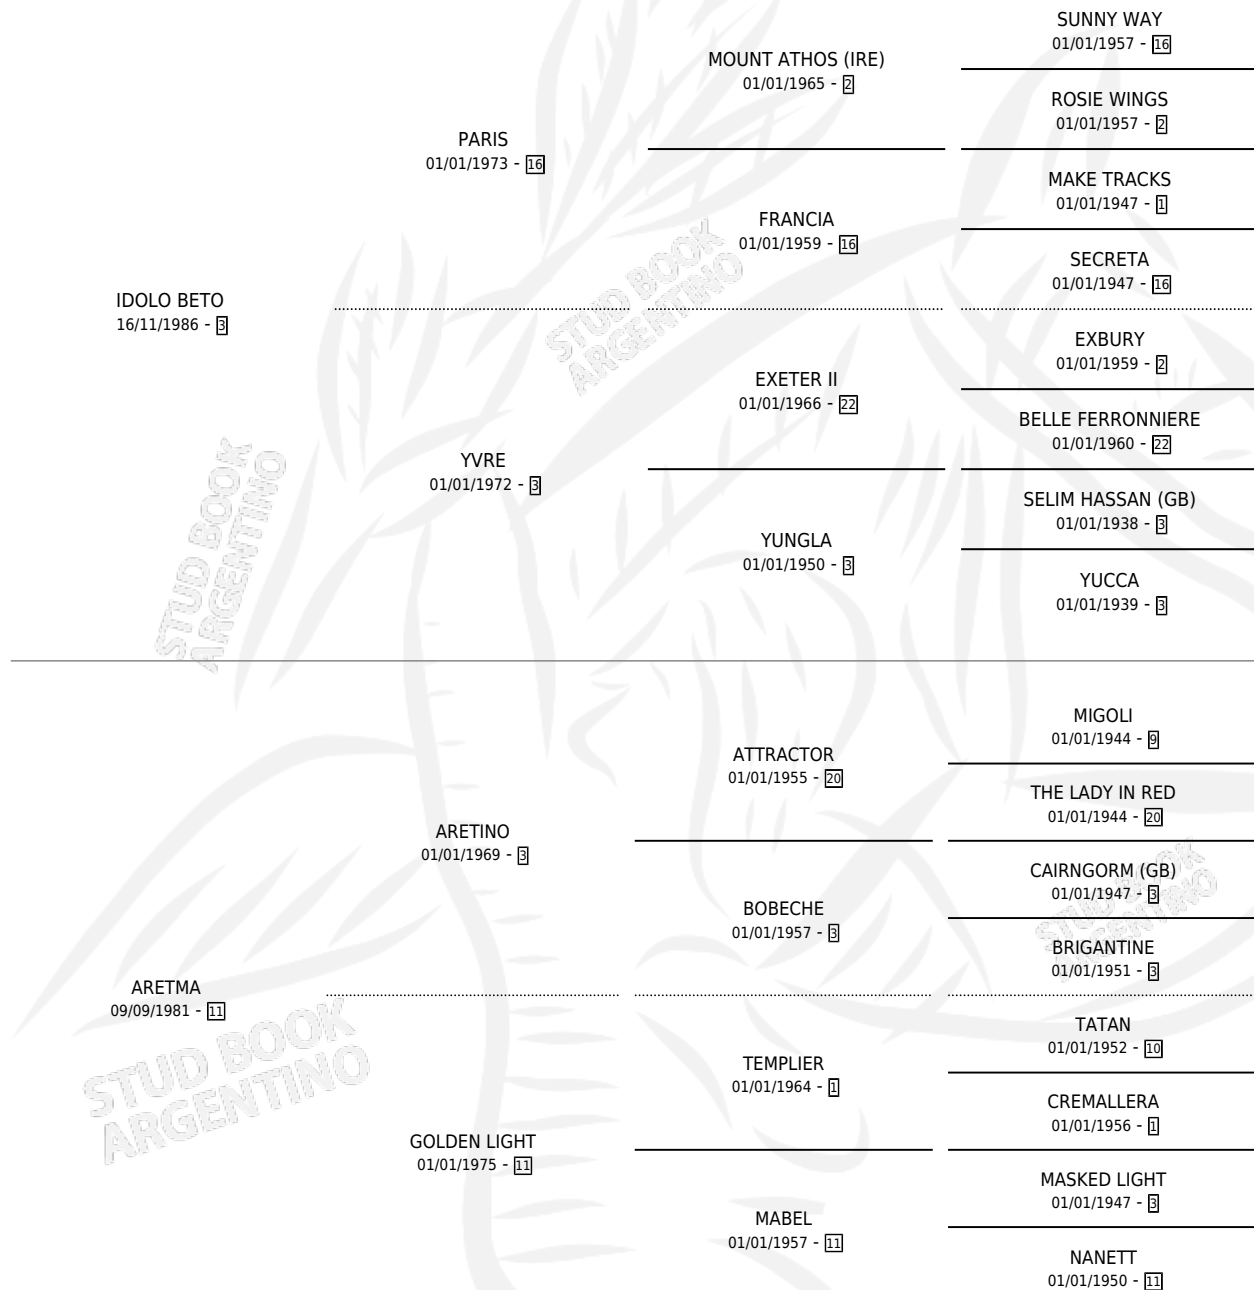 SUNNY WAY
01/01/1957 - 16
MOUNT ATHOS (IRE)
01/01/1965 - 2
ROSIE WINGS
01/01/1957 - 2
PARIS
01/01/1973 - 16
MAKE TRACKS
01/01/1947 - 1
FRANCIA
01/01/1959 - 16
SECRETA
01/01/1947 - 16
IDOLO BETO
16/11/1986 - 3
EXBURY
01/01/1959 - 2
EXETER II
01/01/1966 - 22
BELLE FERRONNIERE
01/01/1960 - 22
YVRE
01/01/1972 - 3
SELIM HASSAN (GB)
01/01/1938 - 3
YUNGLA
01/01/1950 - 3
YUCCA
01/01/1939 - 3
MIGOLI
01/01/1944 - 9
ATTRACTOR
01/01/1955 - 20
THE LADY IN RED
01/01/1944 - 20
ARETINO
01/01/1969 - 3
CAIRNGORM (GB)
01/01/1947 - 3
BOBECHE
01/01/1957 - 3
BRIGANTINE
01/01/1951 - 3
ARETMA
09/09/1981 - 11
TATAN
01/01/1952 - 10
TEMPLIER
01/01/1964 - 1
CREMALLERA
01/01/1956 - 1
GOLDEN LIGHT
01/01/1975 - 11
MASKED LIGHT
01/01/1947 - 3
MABEL
01/01/1957 - 11
NANETT
01/01/1950 - 11
STUD BOOK
ARGENTINO
STUD BOOK
ARGENTINO
STUD BOOK
ARGENTINO
STUD BOOK
ARGENTINO